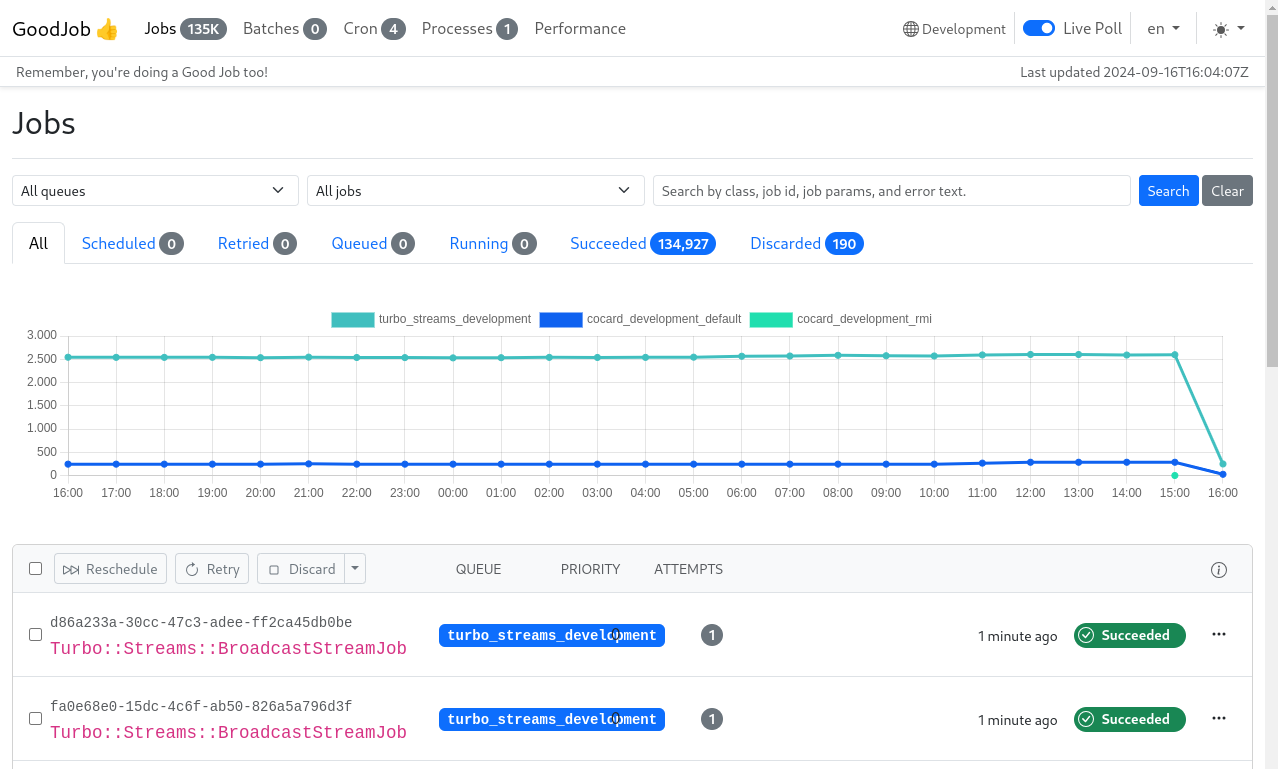 GoodJob 👍 Jobs 135K Batches 0 Cron 4 Processes 1 Performance Development Live Poll en
Remember, you're doing a Good Job too! Last updated 2024-09-16T16:04:07Z
Jobs
All queues All jobs Search by class, job id, job params, and error text. Search Clear
All Scheduled 0 Retried 0 Queued 0 Running 0 Succeeded 134,927 Discarded 190
turbo_streams_development cocard_development_default cocard_development_rmi
3.000
2.500
2.000
1.500
1.000
500
0
16:00 17:00 18:00 19:00 20:00 21:00 22:00 23:00 00:00 01:00 02:00 03:00 04:00 05:00 06:00 07:00 08:00 09:00 10:00 11:00 12:00 13:00 14:00 15:00 16:00
Reschedule Retry Discard QUEUE PRIORITY ATTEMPTS
d86a233a-30cc-47c3-adee-ff2ca45db0be
Turbo::Streams::BroadcastStreamJob turbo_streams_development 0 1 1 minute ago Succeeded
fa0e68e0-15dc-4c6f-ab50-826a5a796d3f
Turbo::Streams::BroadcastStreamJob turbo_streams_development 0 1 1 minute ago Succeeded